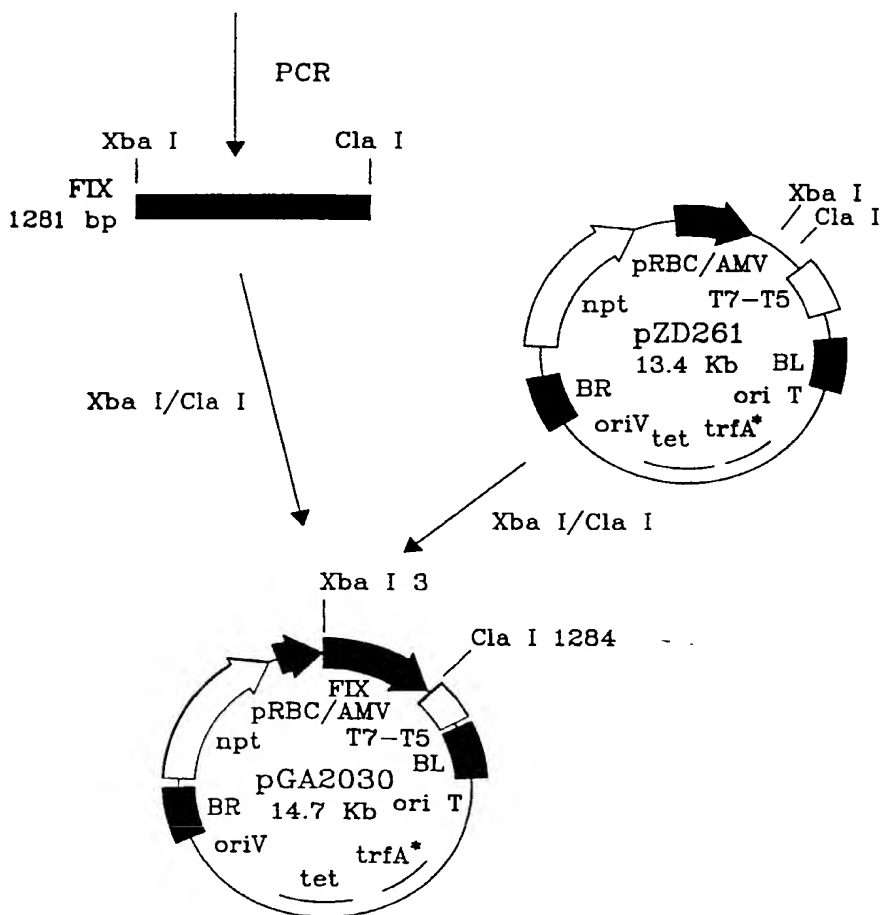 PCR
Xba I
Cla I
FIX
1281 bp
Xba I
Cla I
pRBC/AMV
npt
T7-T5
pZD261
13.4 Kb
BL
BR
ori T
oriV
tet
trfA*
Xba I/Cla I
Xba I/Cla I
Xba I 3
Cla I 1284
FIX
pRBC/AMV
npt
T7-T5
BL
pGA2030
BR
14.7 Kb
ori T
oriV
trfA*
tet